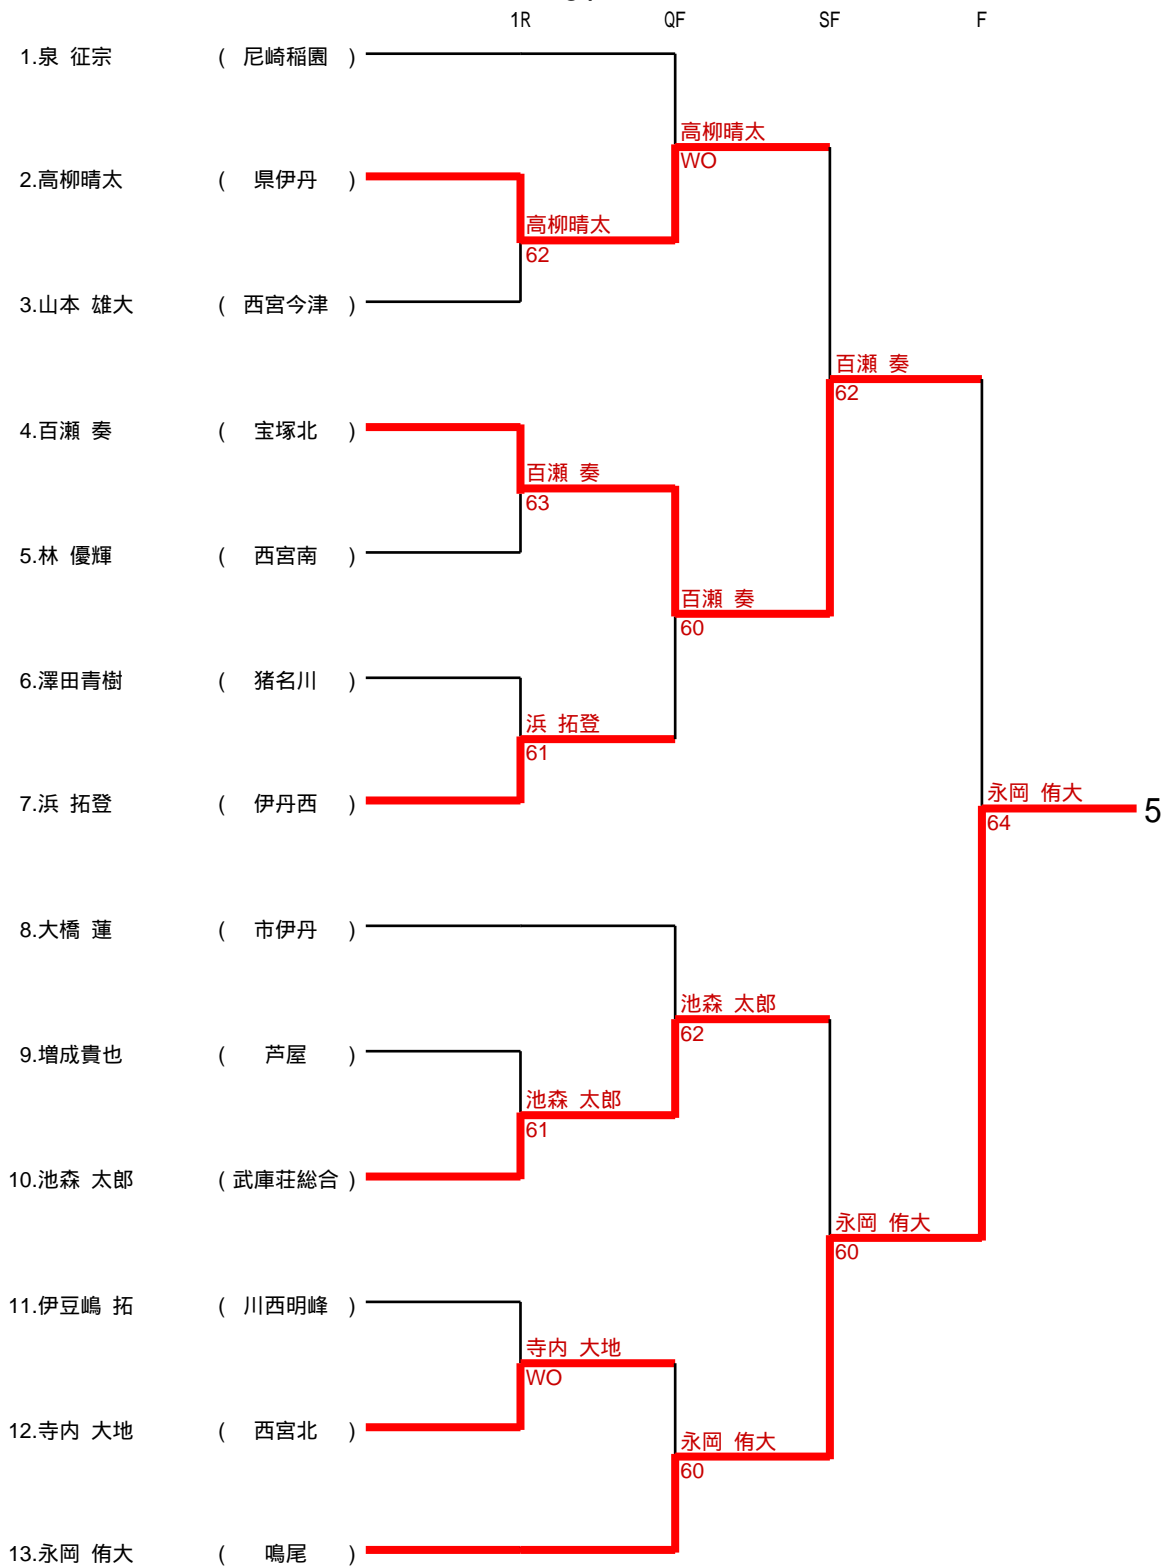 1R QF SF F
1.泉 征宗 ( 尼崎稲園 )
高柳晴太
WO
2.高柳晴太 ( 県伊丹 )
高柳晴太
62
3.山本 雄大 ( 西宮今津 )
百瀬 奏
62
4.百瀬 奏 ( 宝塚北 )
百瀬 奏
63
5.林 優輝 ( 西宮南 )
百瀬 奏
60
6.澤田青樹 ( 猪名川 )
浜 拓登
61
7.浜 拓登 ( 伊丹西 )
永岡 侑大 5
64
8.大橋 蓮 ( 市伊丹 )
池森 太郎
62
9.増成貴也 ( 芦屋 )
池森 太郎
61
10.池森 太郎 ( 武庫荘総合 )
永岡 侑大
60
11.伊豆嶋 拓 ( 川西明峰 )
寺内 大地
WO
12.寺内 大地 ( 西宮北 )
永岡 侑大
60
13.永岡 侑大 ( 鳴尾 )